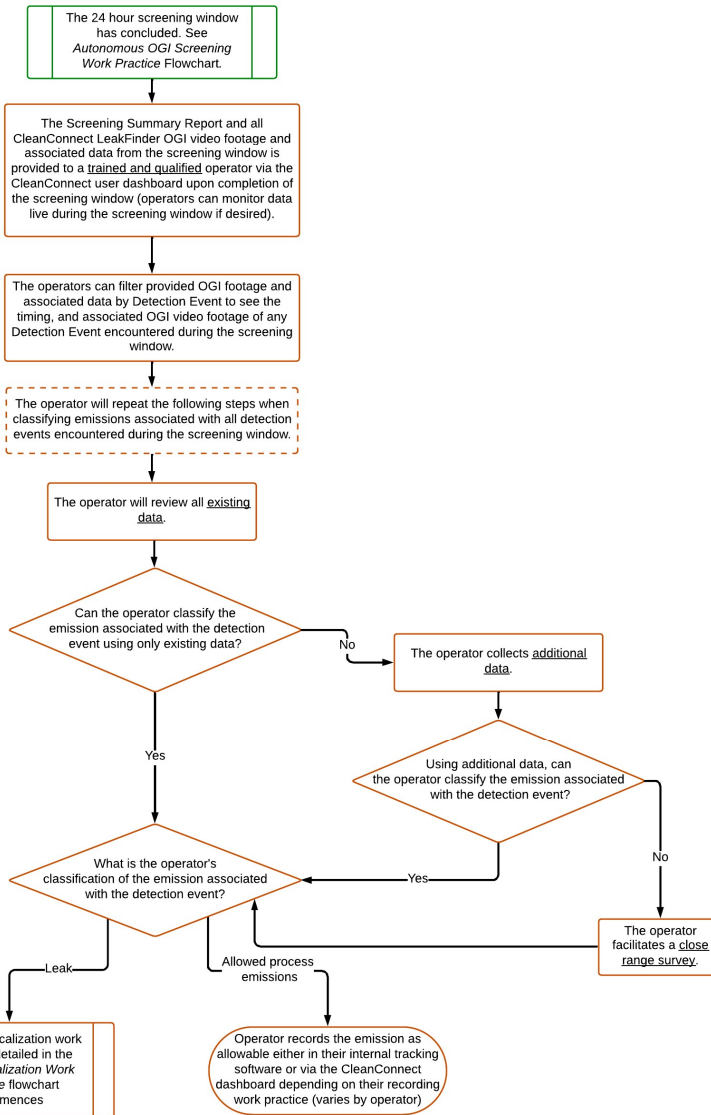 The 24 hour screening window
has concluded. See
Autonomous OGI Screening
Work Practice Flowchart.
The Screening Summary Report and all
CleanConnect LeakFinder OGI video footage and
associated data from the screening window is
provided to a trained and qualified operator via the
CleanConnect user dashboard upon completion of
the screening window (operators can monitor data
live during the screening window if desired).
The operators can filter provided OGI footage and
associated data by Detection Event to see the
timing, and associated OGI video footage of any
Detection Event encountered during the screening
window.
The operator will repeat the following steps when
classifying emissions associated with all detection
events encountered during the screening window.
The operator will review all existing
data.
Can the operator classify the
emission associated with the detection
event using only existing data?
No
The operator collects additional
data.
Yes
Using additional data, can
the operator classify the emission associated
with the detection event?
No
What is the operator's
classification of the emission associated
with the detection event?
Yes
The operator
facilitates a close
range survey.
Leak
Allowed process
emissions
calization work
etailed in the
alization Work
e flowchart
mences
Operator records the emission as
allowable either in their internal tracking
software or via the CleanConnect
dashboard depending on their recording
work practice (varies by operator)